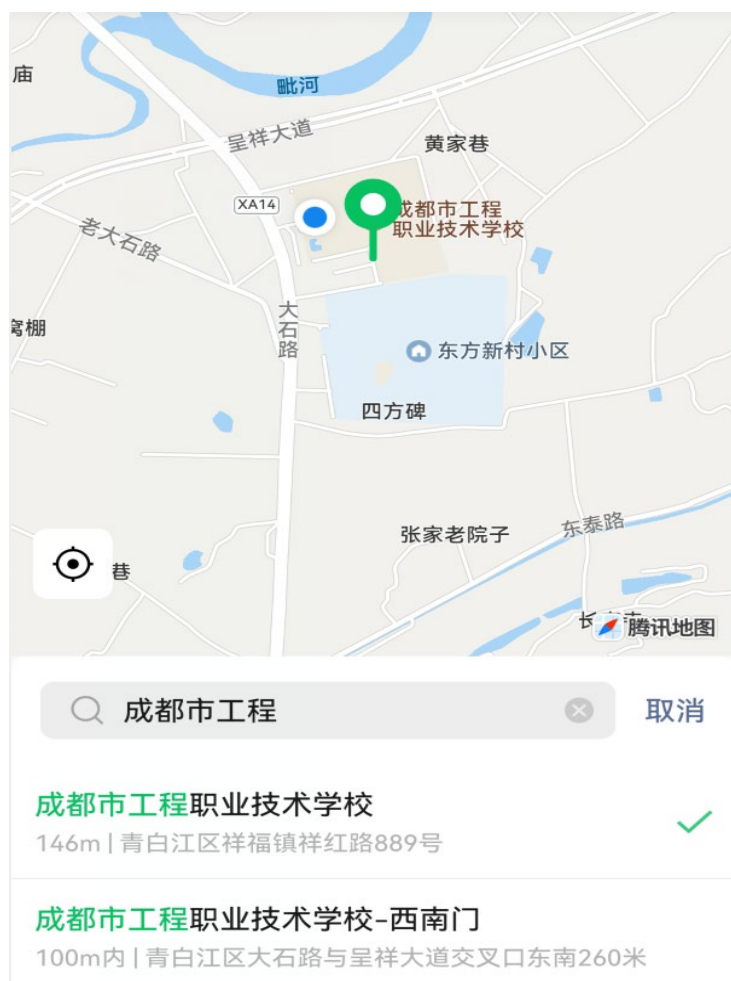 庙
毗河
呈祥大道
黄家巷
XA14
成都市工程
职业技术学校
老大石路
大石路
窝棚
东方新村小区
四方碑
张家老院子
东泰路
巷
腾讯地图
成都市工程
取消
成都市工程职业技术学校
146m | 青白江区祥福镇祥红路889号
成都市工程职业技术学校-西南门
100m内 | 青白江区大石路与呈祥大道交叉口东南260米